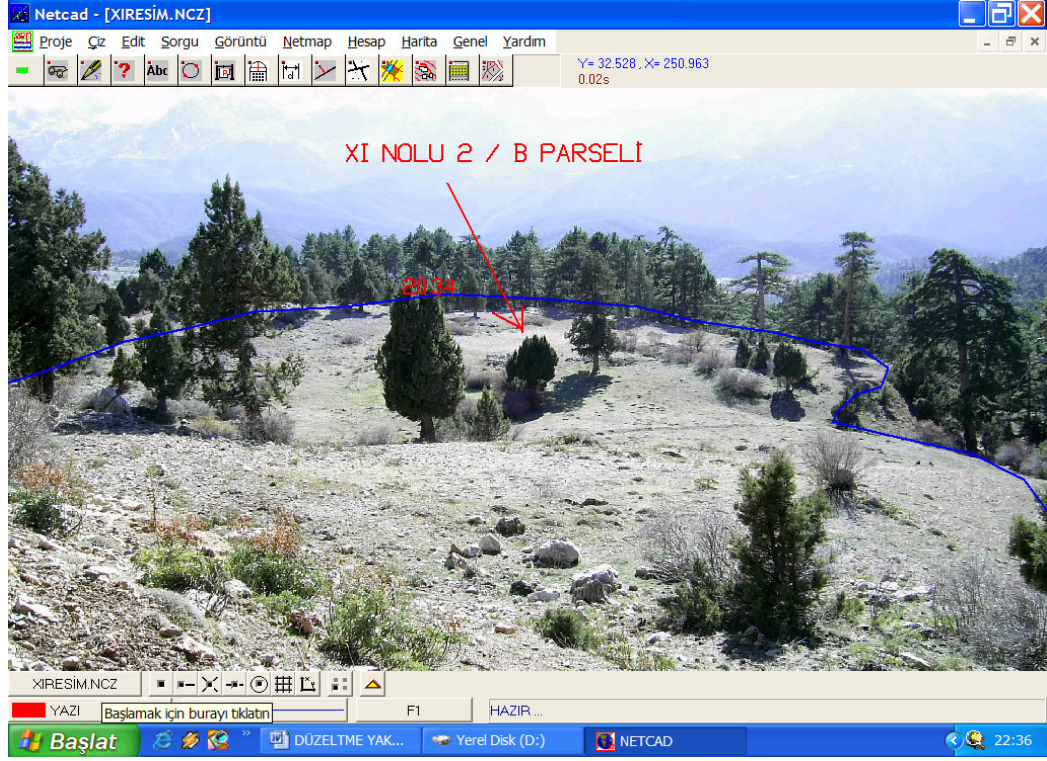 Netcad - [XIRESİM.NCZ]
Proje Çiz Edit Sorgu Görüntü Netmap Hesap Harita Genel Yardım
Abc
Y= 32.528 , X= 250.963
0.02s
XI NOLU 2 / B PARSELİ
2034
XIRESİM.NCZ
YAZI
F1
HAZIR ...
Başlamak için burayı tıklatın
Başlat
DÜZELTME YAK...
Yerel Disk (D:)
NETCAD
22:36